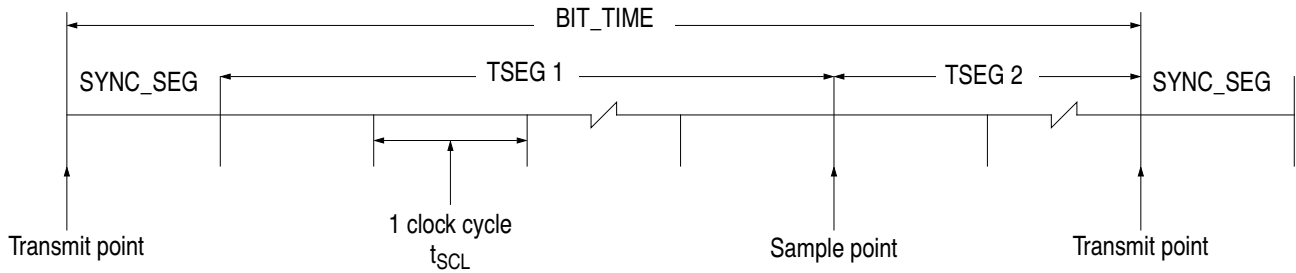 BIT_TIME
SYNC_SEG
TSEG 1
TSEG 2
SYNC_SEG
Transmit point
1 clock cycle
tSCL
Sample point
Transmit point